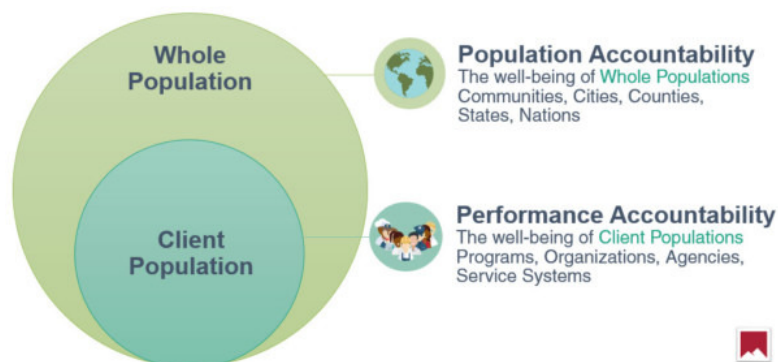 Whole
Population
Population Accountability
The well-being of Whole Populations
Communities, Cities, Counties,
States, Nations
Client
Population
Performance Accountability
The well-being of Client Populations
Programs, Organizations, Agencies,
Service Systems